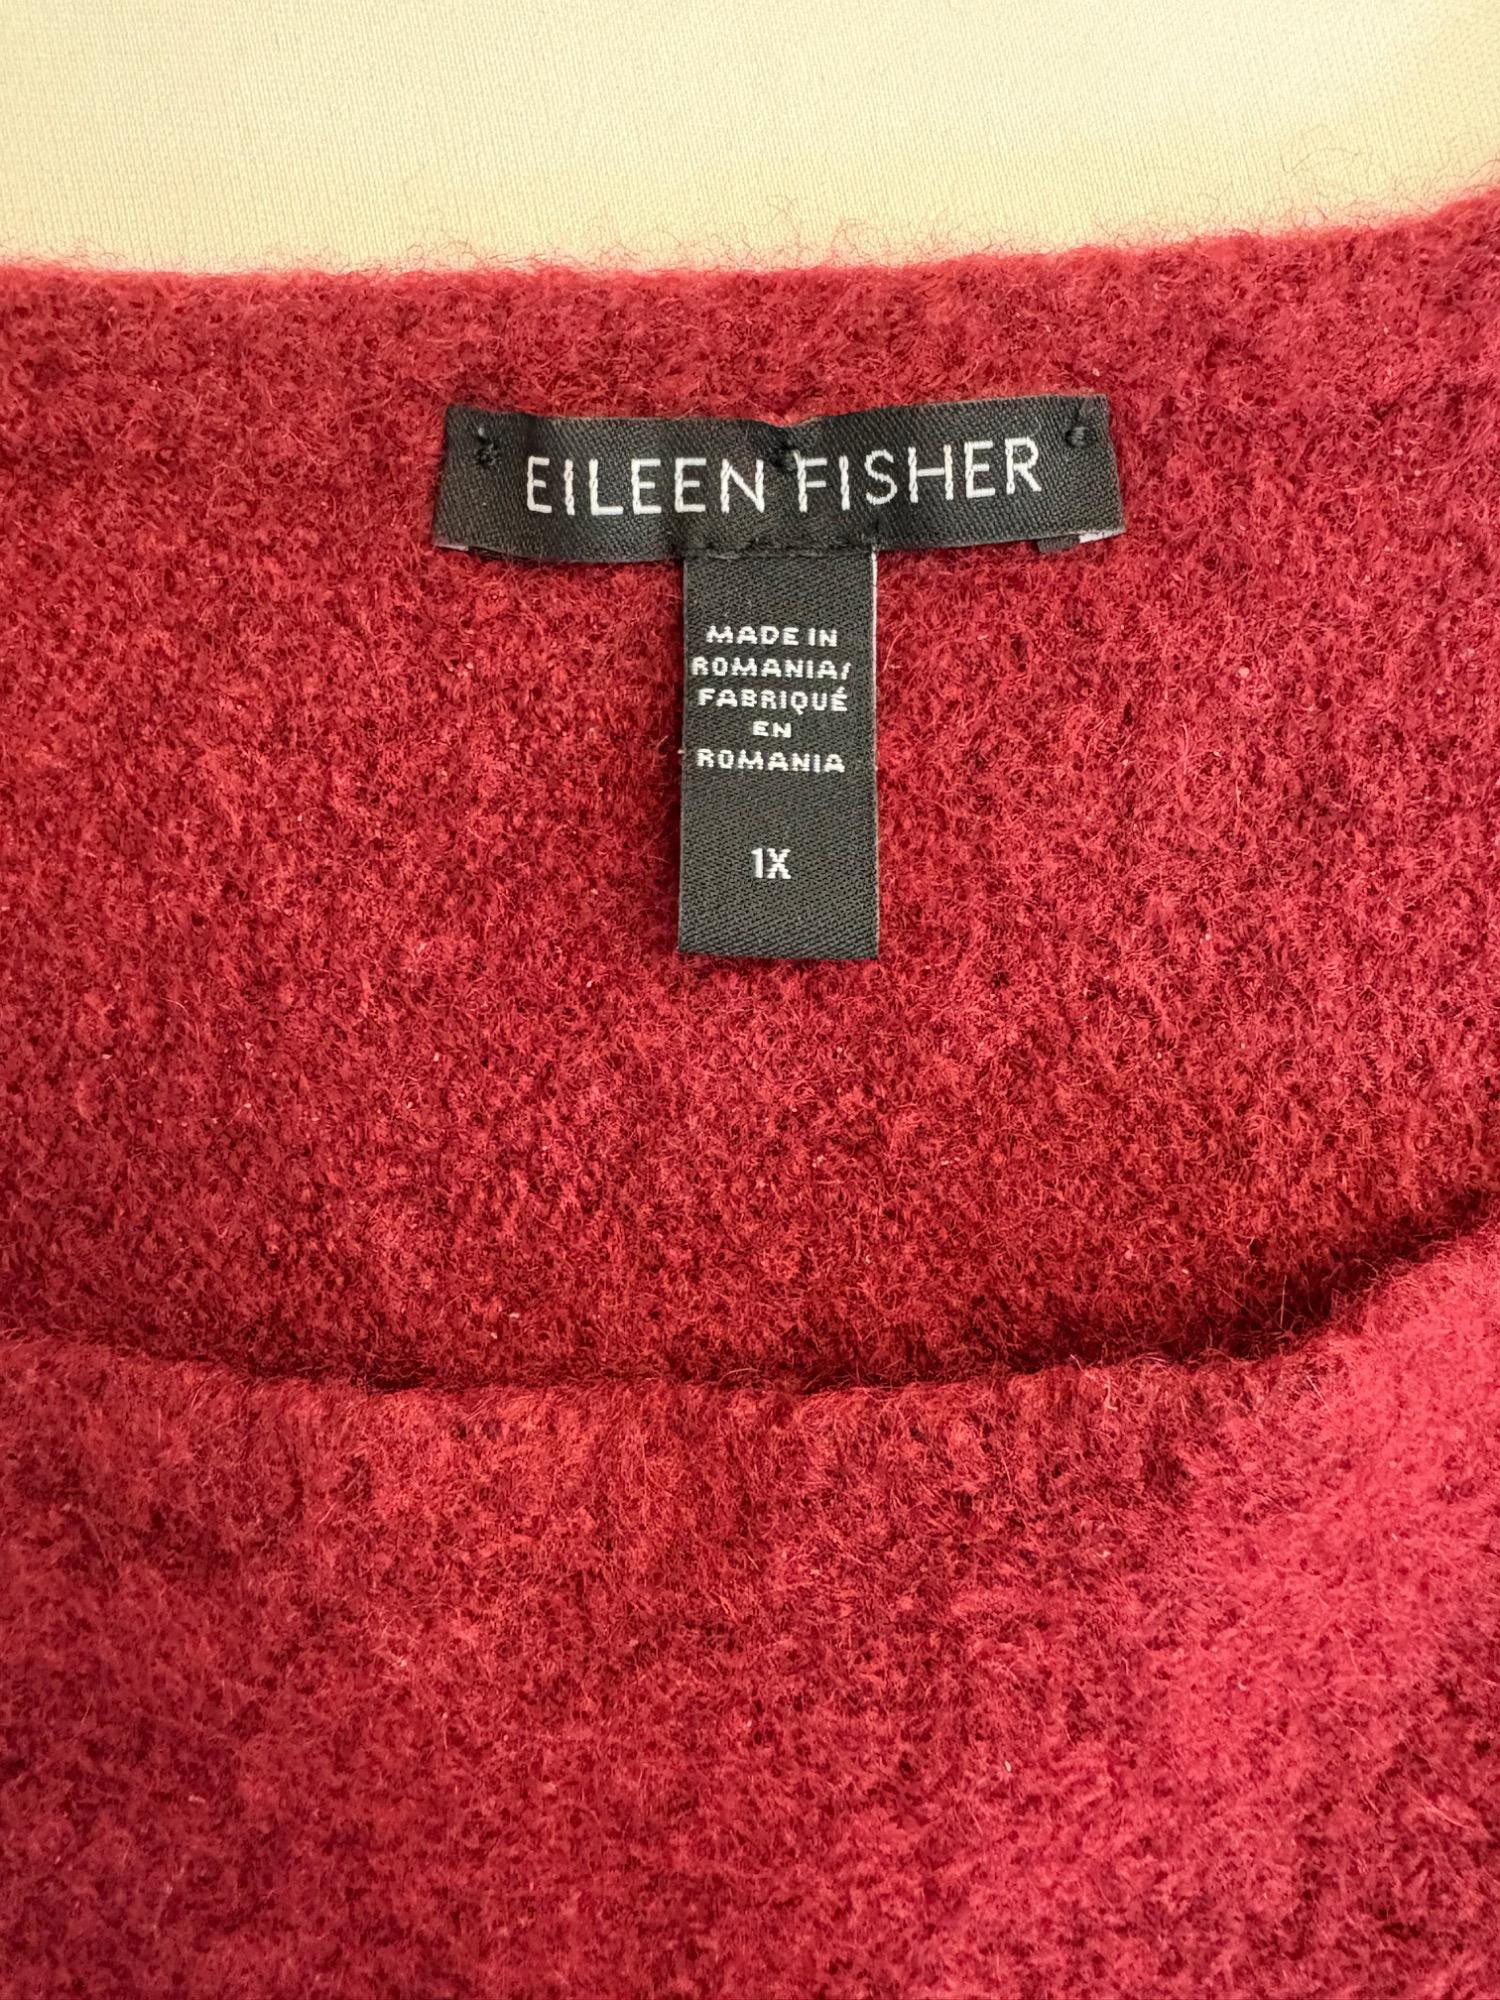 EILEEN FISHER
MADE IN
ROMANIA/
FABRIQUÉ
EN
ROMANIA
1X